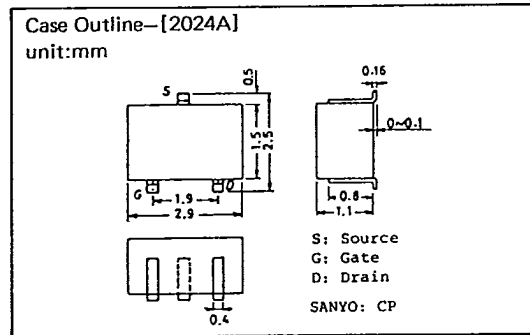 Case Outline—[2024A]
unit:mm
S
0.5
1.5
2.5
G
D
1.9
2.9
0.4
0.16
0~0.1
0.8
1.1
S: Source
G: Gate
D: Drain
SANYO: CP